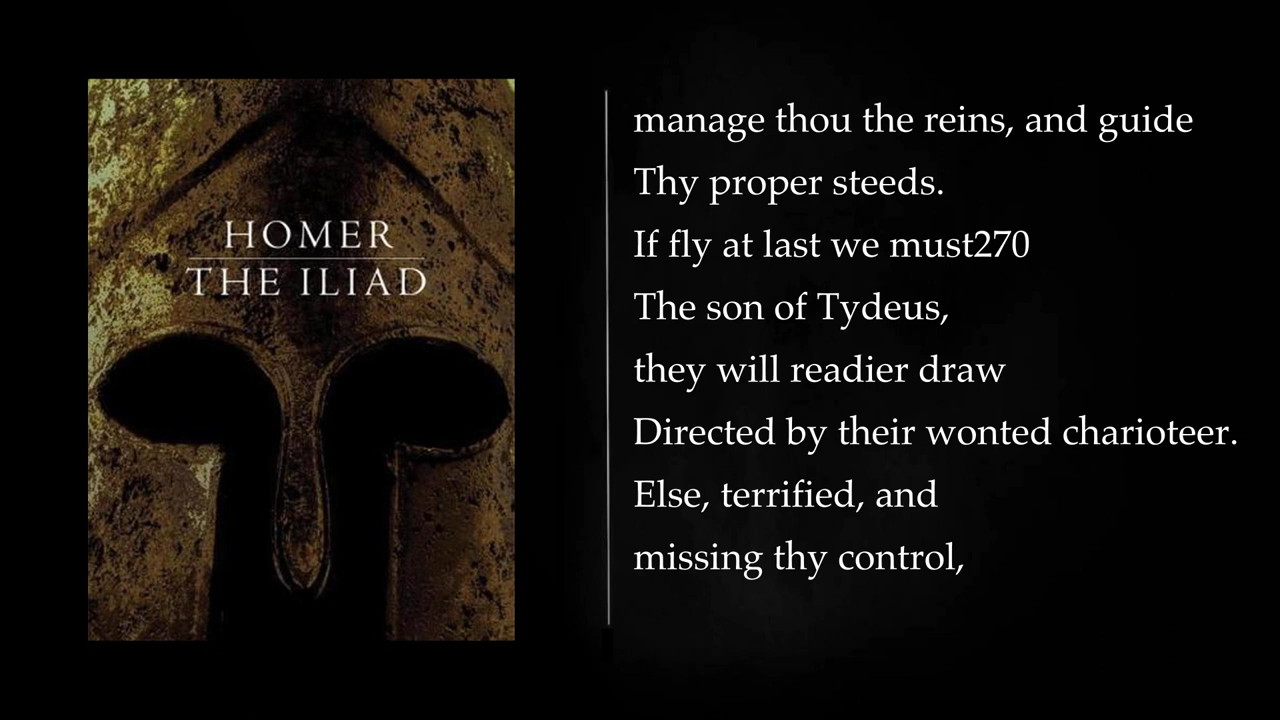 HOMER
THE ILIAD
manage thou the reins, and guide
Thy proper steeds.
If fly at last we must270
The son of Tydeus,
they will readier draw
Directed by their wonted charioteer.
Else, terrified, and
missing thy control,